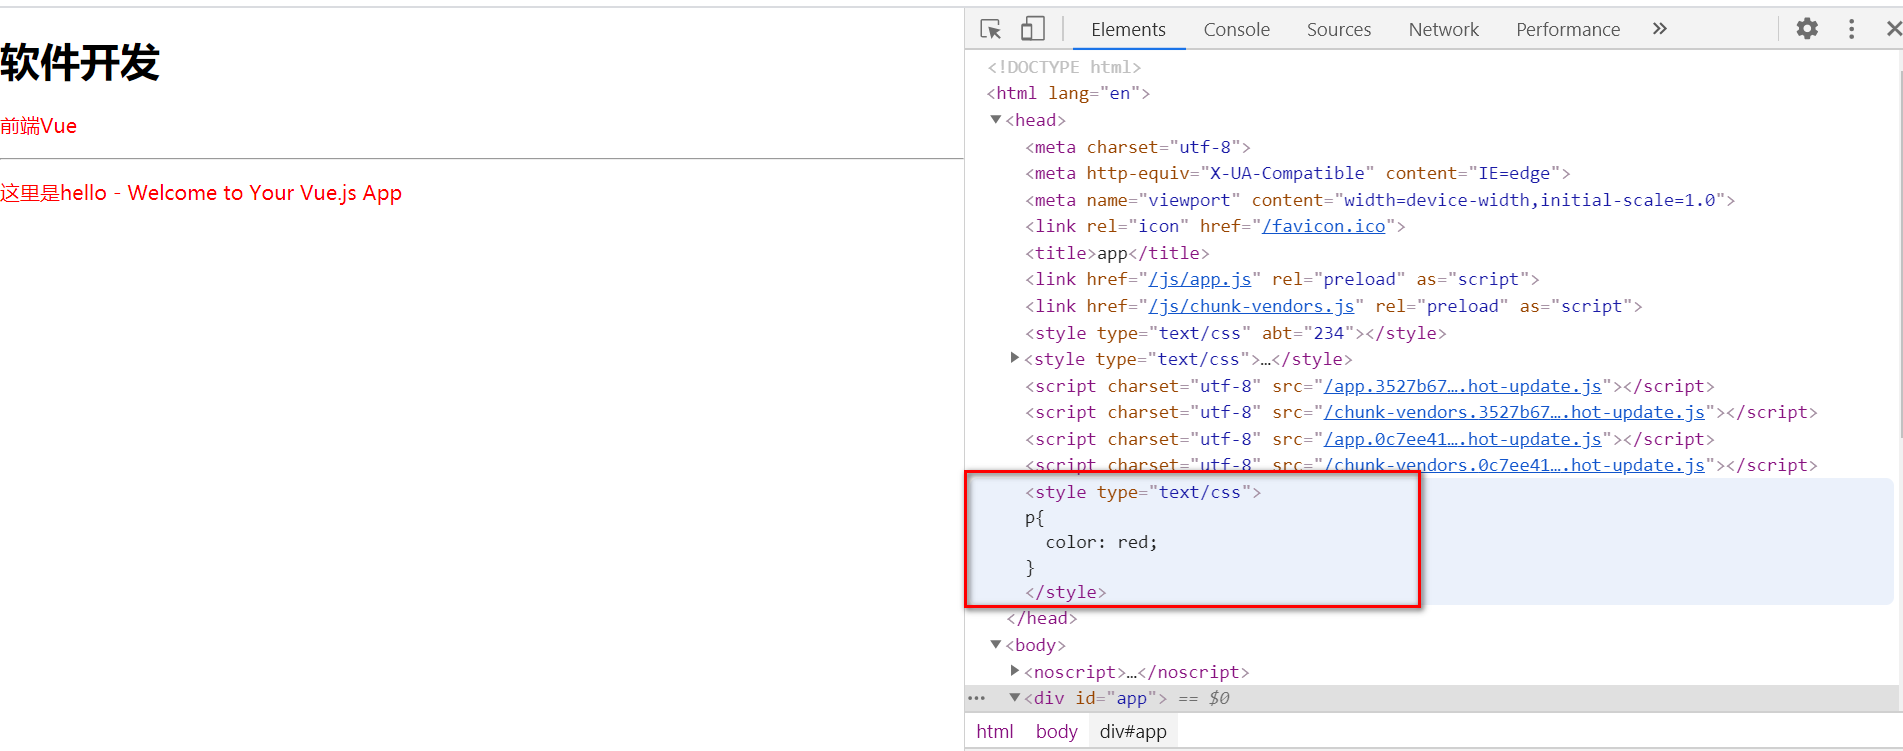 软件开发
前端Vue
这里是hello - Welcome to Your Vue.js App
Elements Console Sources Network Performance
<!DOCTYPE html>
<html lang="en">
<head>
<meta charset="utf-8">
<meta http-equiv="X-UA-Compatible" content="IE=edge">
<meta name="viewport" content="width=device-width,initial-scale=1.0">
<link rel="icon" href="/favicon.ico">
<title>app</title>
<link href="/js/app.js" rel="preload" as="script">
<link href="/js/chunk-vendors.js" rel="preload" as="script">
<style type="text/css" abt="234"></style>
<style type="text/css">…</style>
<script charset="utf-8" src="/app.3527b67….hot-update.js"></script>
<script charset="utf-8" src="/chunk-vendors.3527b67….hot-update.js"></script>
<script charset="utf-8" src="/app.0c7ee41….hot-update.js"></script>
<script charset="utf-8" src="/chunk-vendors.0c7ee41….hot-update.js"></script>
<style type="text/css">
p{
color: red;
}
</style>
</head>
<body>
<noscript>…</noscript>
<div id="app"> == $0
html body div#app